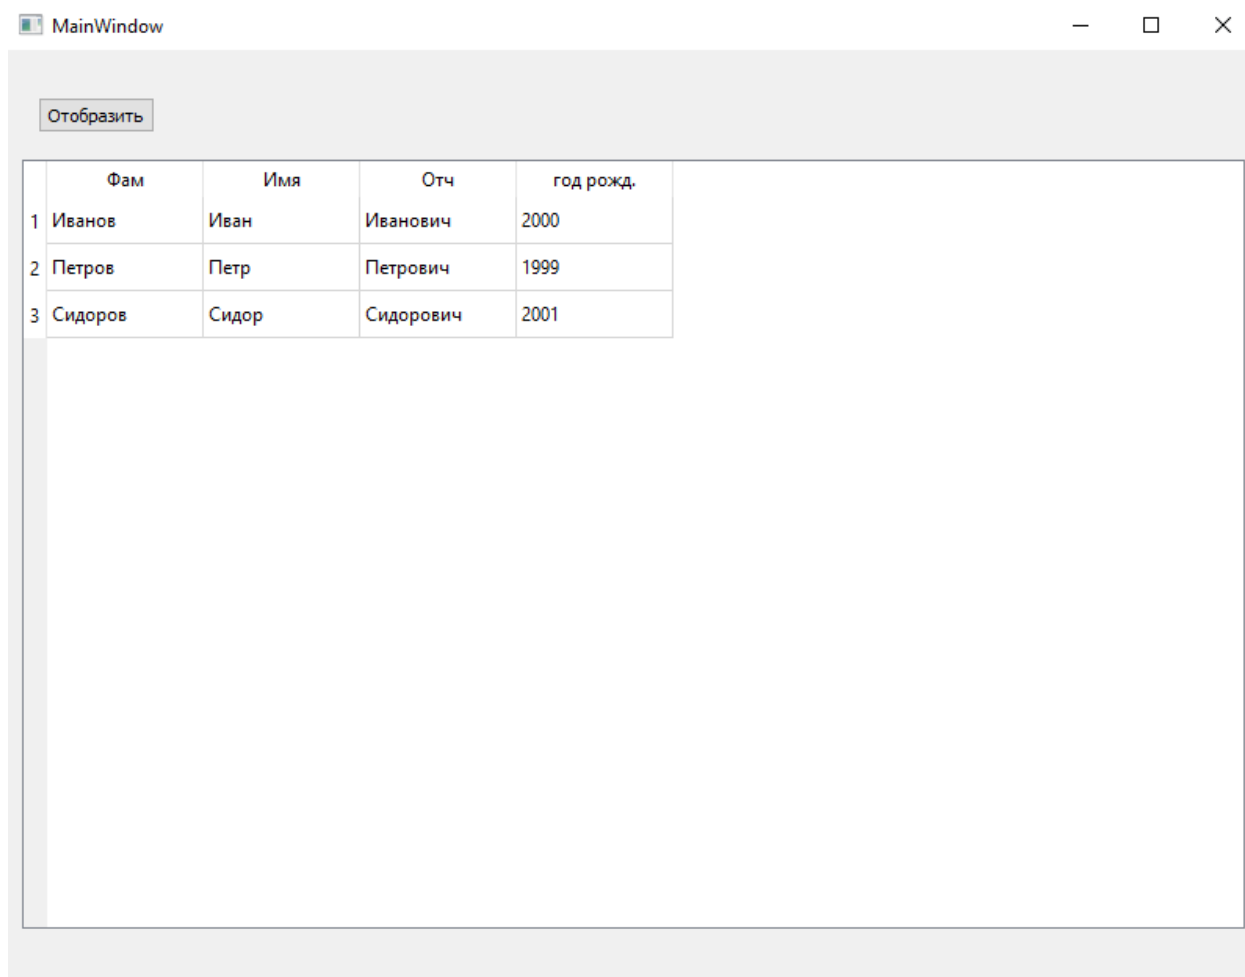 MainWindow
Отобразить
Фам Имя Отч год рожд.
1 Иванов Иван Иванович 2000
2 Петров Петр Петрович 1999
3 Сидоров Сидор Сидорович 2001